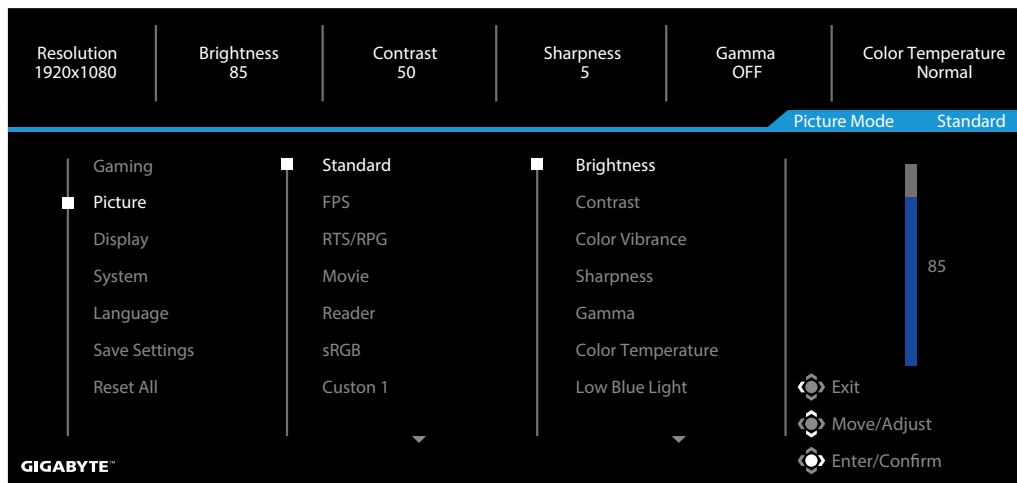 Resolution
1920x1080
Brightness
85
Contrast
50
Sharpness
5
Gamma
OFF
Color Temperature
Normal
Picture Mode Standard
Gaming
Picture
Display
System
Language
Save Settings
Reset All
Standard
FPS
RTS/RPG
Movie
Reader
sRGB
Custon 1
Brightness
Contrast
Color Vibrance
Sharpness
Gamma
Color Temperature
Low Blue Light
85
Exit
Move/Adjust
Enter/Confirm
GIGABYTE™